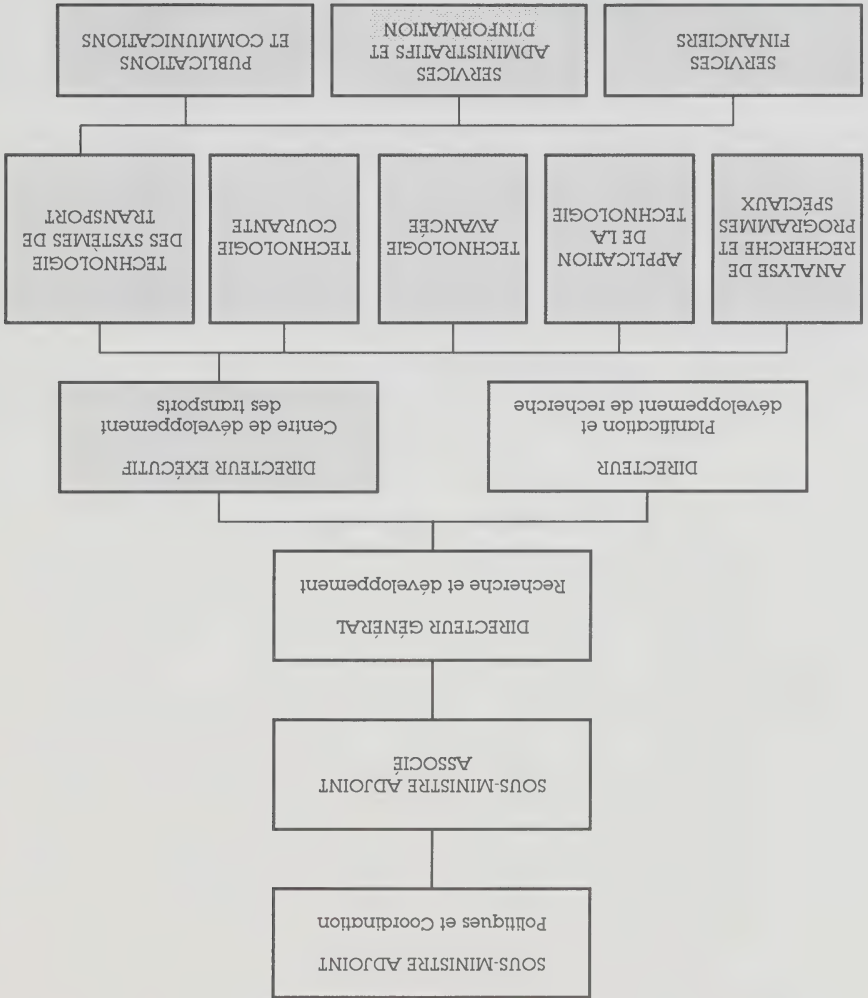 SOUS-MINISTRE ADJOINT
Politiques et Coordination
SOUS-MINISTRE ADJOINT
ASSOCIÉ
DIRECTEUR GÉNÉRAL
Recherche et développement
DIRECTEUR
Planification et
développement de recherche
DIRECTEUR EXÉCUTIF
Centre de développement
des transports
ANALYSE DE
RECHERCHE ET
PROGRAMMES
SPÉCIAUX
APPLICATION
DE LA
TECHNOLOGIE
TECHNOLOGIE
AVANCÉE
TECHNOLOGIE
COURANTE
TECHNOLOGIE
DES SYSTÈMES DE
TRANSPORT
SERVICES
FINANCIERS
SERVICES
ADMINISTRATIFS ET
D'INFORMATION
PUBLICATIONS
ET COMMUNICATIONS